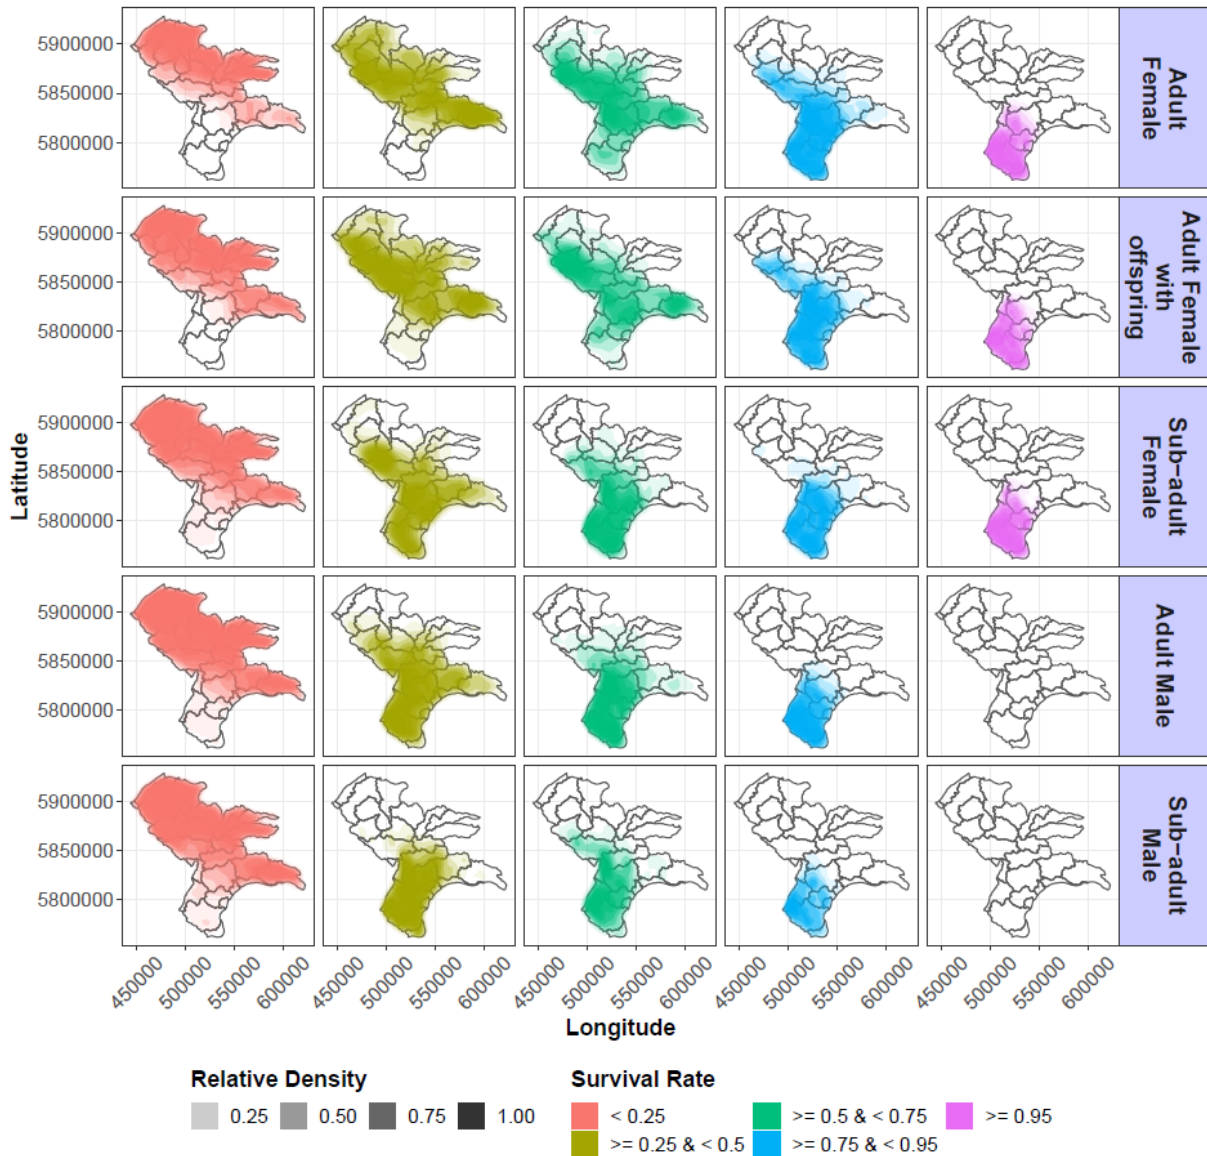 5900000
5850000
5800000
Adult
Female
5900000
5850000
5800000
Adult Female
with
offspring
5900000
5850000
5800000
Sub-adult
Female
Latitude
5900000
5850000
5800000
Adult Male
5900000
5850000
5800000
Sub-adult
Male
450000 500000 550000 600000 450000 500000 550000 600000 450000 500000 550000 600000 450000 500000 550000 600000 450000 500000 550000 600000
Longitude
Relative Density
0.25 0.50 0.75 1.00
Survival Rate
< 0.25 >= 0.5 & < 0.75 >= 0.95
>= 0.25 & < 0.5 >= 0.75 & < 0.95